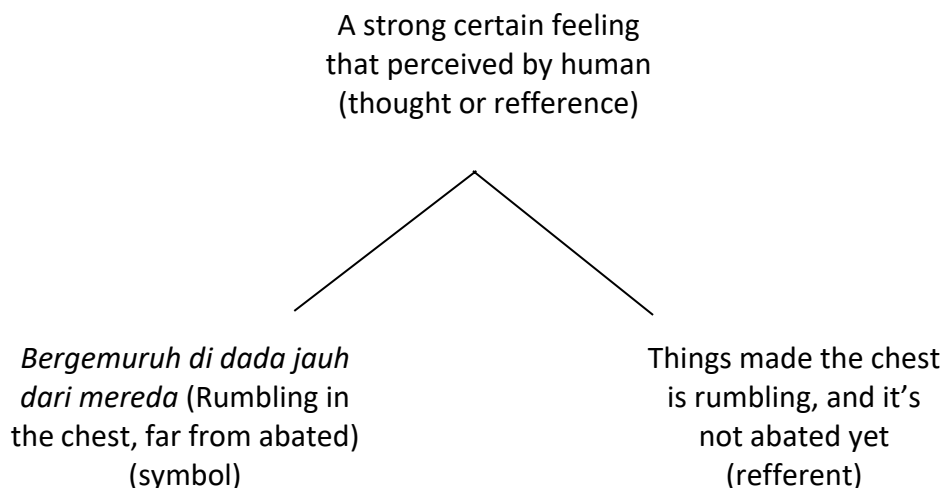 A strong certain feeling
that perceived by human
(thought or refference)
Bergemuruh di dada jauh
dari mereda (Rumbling in
the chest, far from abated)
(symbol)
Things made the chest
is rumbling, and it’s
not abated yet
(refferent)